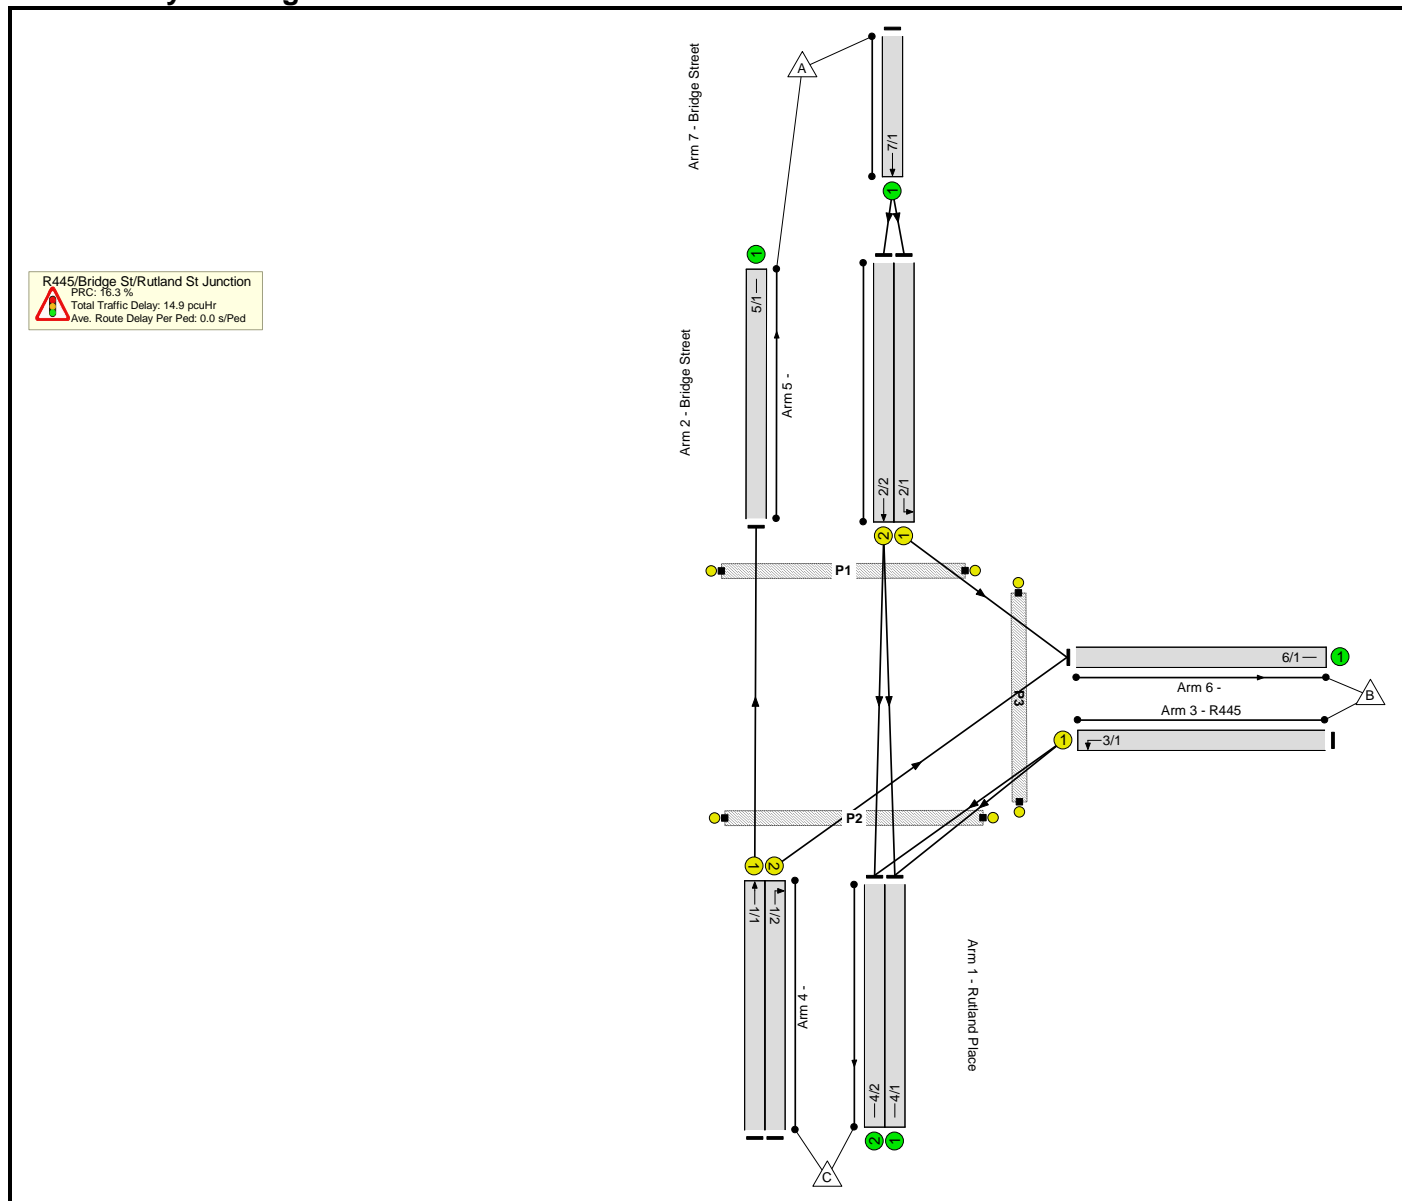 A
Arm 7 - Bridge Street
7/1
1
R445/Bridge St/Rutland St Junction
PRC: 16.3 %
Total Traffic Delay: 14.9 pcuHr
Ave. Route Delay Per Ped: 0.0 s/Ped
1
5/1
Arm 2 - Bridge Street
Arm 5 -
2/2
2/1
2
1
P1
6/1
1
Arm 6 -
P3
B
Arm 3 - R445
1
3/1
P2
1
2
1/1
1/2
Arm 4 -
Arm 1 - Rutland Place
4/2
4/1
2
1
C